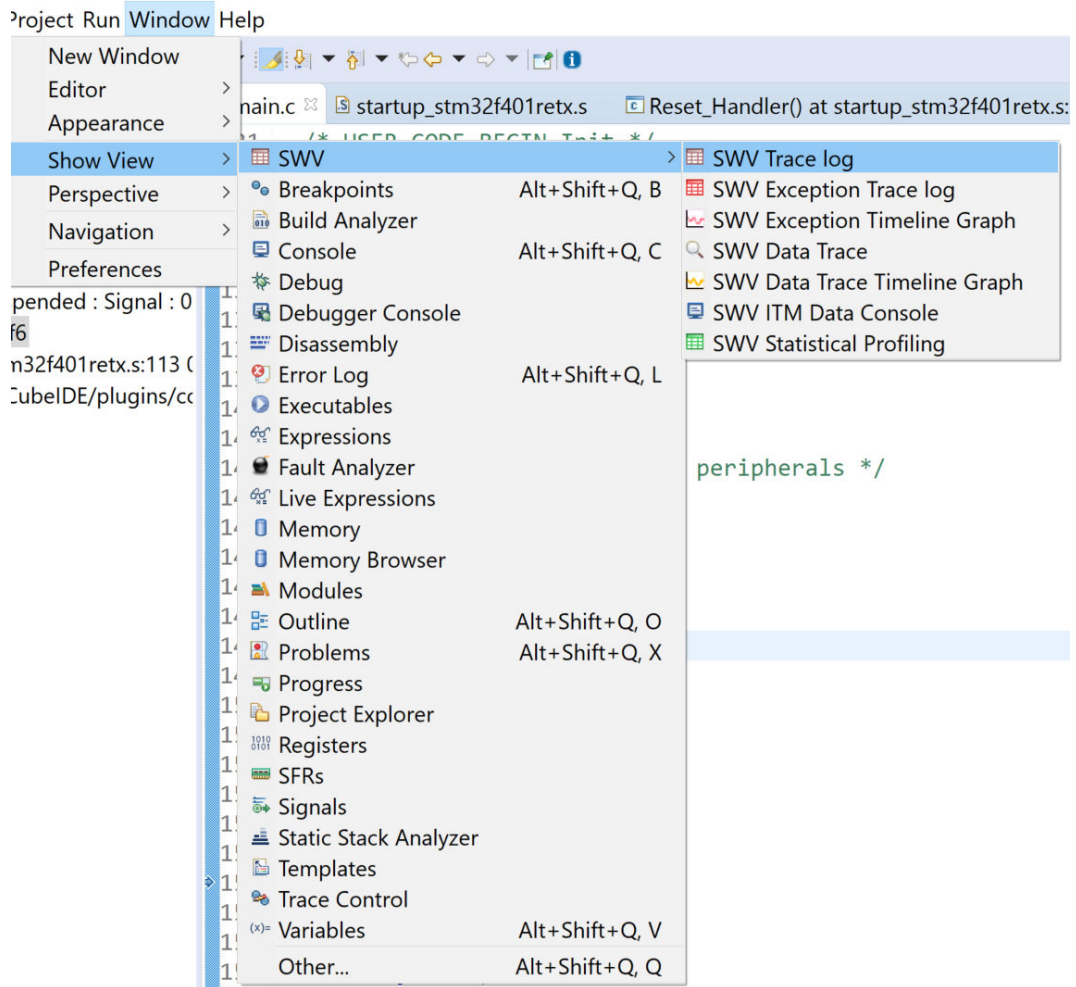 Project Run Window Help
New Window
Editor
Appearance
Show View
Perspective
Navigation
Preferences
main.c startup_stm32f401retx.s Reset_Handler() at startup_stm32f401retx.s:
/* USER CODE BEGIN Init */
SWV
Breakpoints Alt+Shift+Q, B
Build Analyzer
Console Alt+Shift+Q, C
Debug
Debugger Console
Disassembly
Error Log Alt+Shift+Q, L
Executables
Expressions
Fault Analyzer
Live Expressions
Memory
Memory Browser
Modules
Outline Alt+Shift+Q, O
Problems Alt+Shift+Q, X
Progress
Project Explorer
Registers
SFRs
Signals
Static Stack Analyzer
Templates
Trace Control
Variables Alt+Shift+Q, V
Other... Alt+Shift+Q, Q
SWV Trace log
SWV Exception Trace log
SWV Exception Timeline Graph
SWV Data Trace
SWV Data Trace Timeline Graph
SWV ITM Data Console
SWV Statistical Profiling
pended : Signal : 0
f6
m32f401retx.s:113 0
CubeIDE/plugins/cc
peripherals */